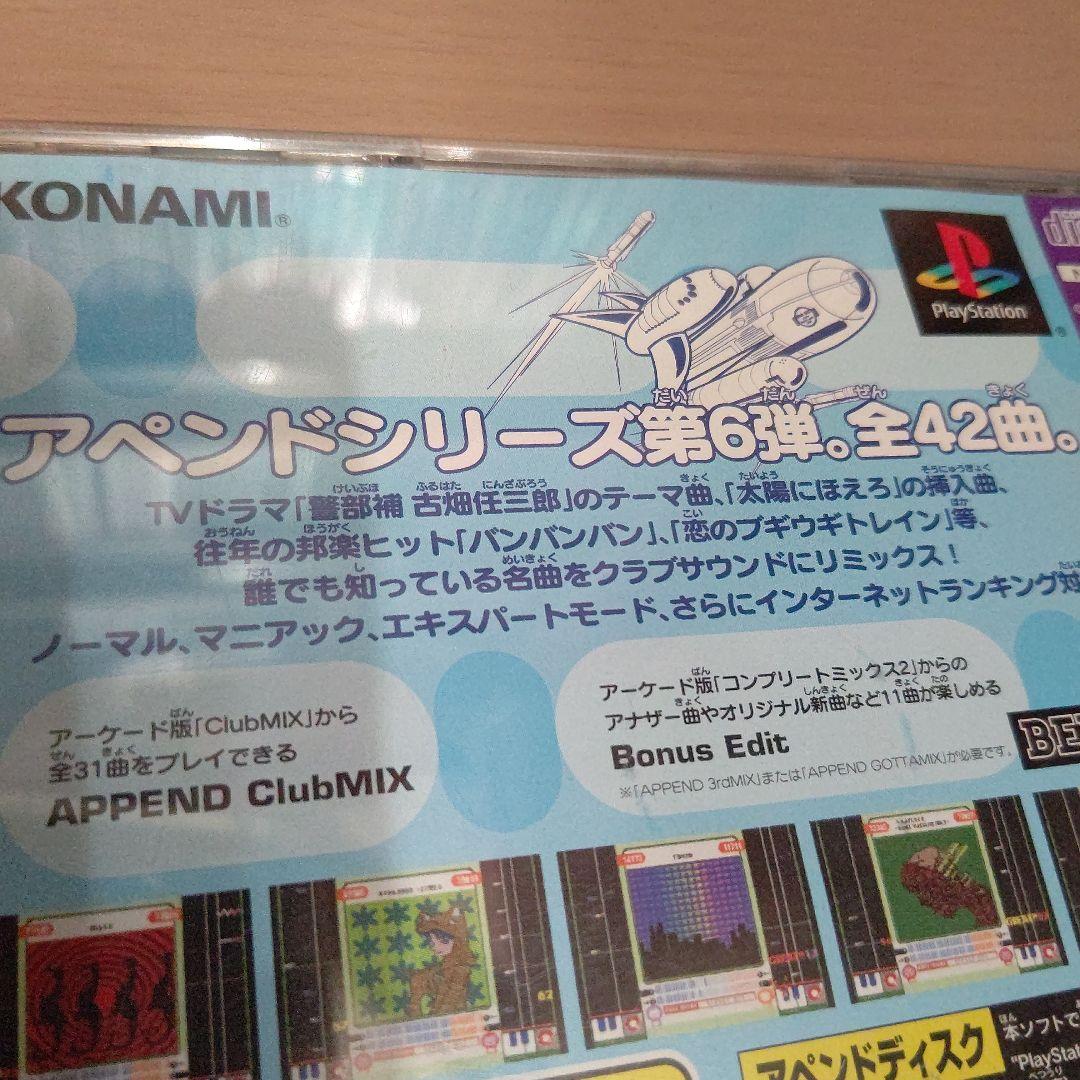 KONAMI®
PlayStation
アペンドシリーズ第6弾。全42曲。
TVドラマ「警部補 古畑任三郎」のテーマ曲、「太陽にほえろ」の挿入曲、
往年の邦楽ヒット「バンバンバン」、「恋のブギウギトレイン」等、
誰でも知っている名曲をクラブサウンドにリミックス！
ノーマル、マニアック、エキスパートモード、さらにインターネットランキング対
アーケード版「ClubMIX」から
全31曲をプレイできる
APPEND ClubMIX
アーケード版「コンプリートミックス2」からの
アナザー曲やオリジナル新曲など11曲が楽しめる
Bonus Edit
※「APPEND 3rdMIX」または「APPEND GOTTAMIX」が必要です。
アペンドディスク
本ソフトで
"PlayStat